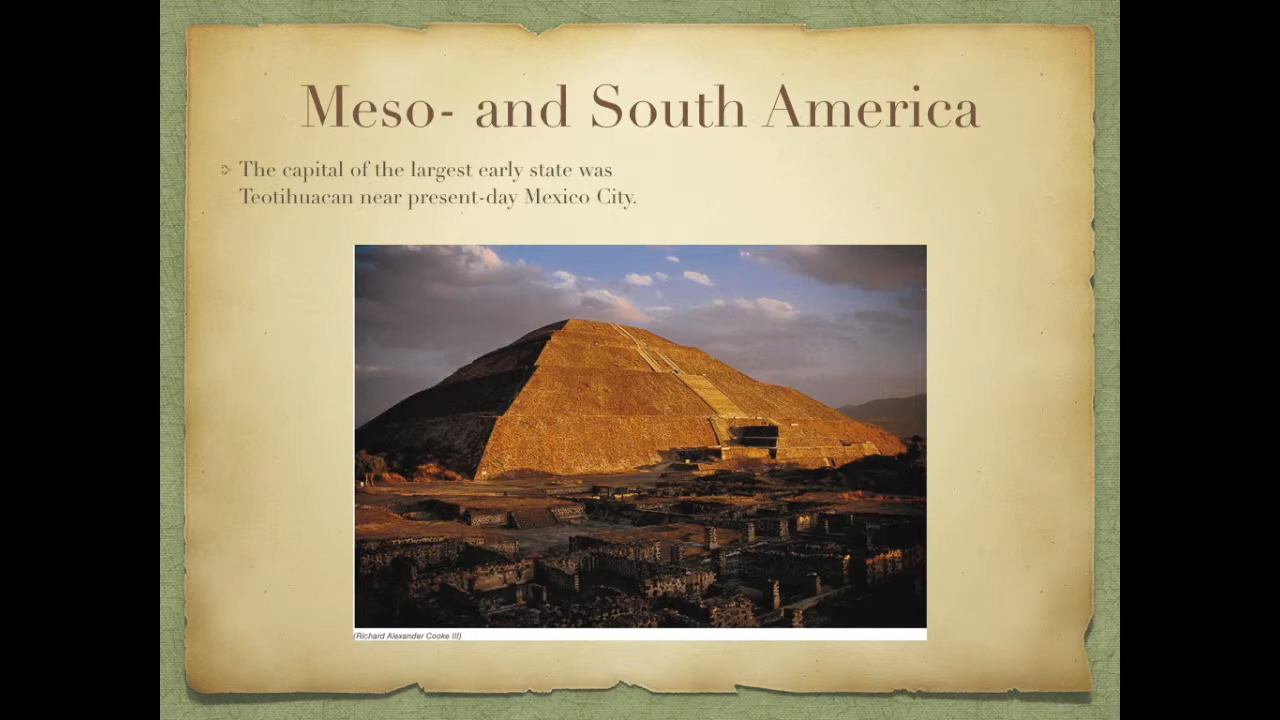 Meso- and South America
The capital of the largest early state was
Teotihuacan near present-day Mexico City.
(Richard Alexander Cooke III)